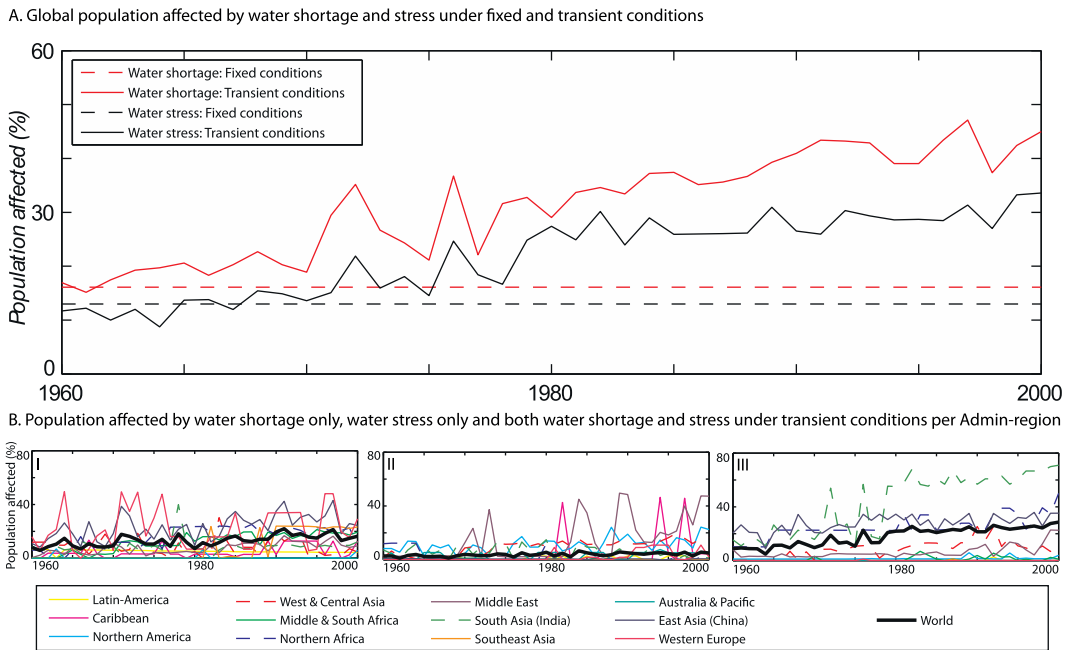 A. Global population affected by water shortage and stress under fixed and transient conditions
60
Water shortage: Fixed conditions
Water shortage: Transient conditions
Water stress: Fixed conditions
Water stress: Transient conditions
Population affected (%)
30
0
1960 1980 2000
B. Population affected by water shortage only, water stress only and both water shortage and stress under transient conditions per Admin-region
Population affected (%)
80 80 80
I II III
40 40 40
0 0 0
1960 1980 2000 1960 1980 2000 1960 1980 2000
Latin-America West & Central Asia Middle East Australia & Pacific
Caribbean Middle & South Africa South Asia (India) East Asia (China) World
Northern America Northern Africa Southeast Asia Western Europe